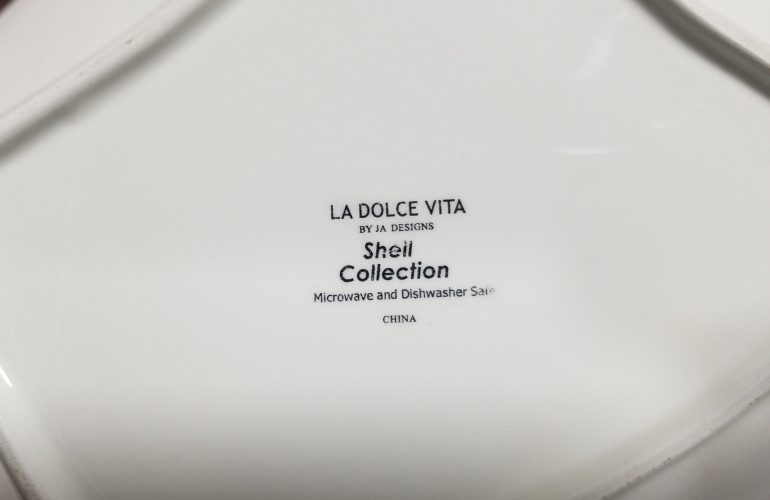 LA DOLCE VITA
BY JA DESIGNS
Shell
Collection
Microwave and Dishwasher Safe
CHINA